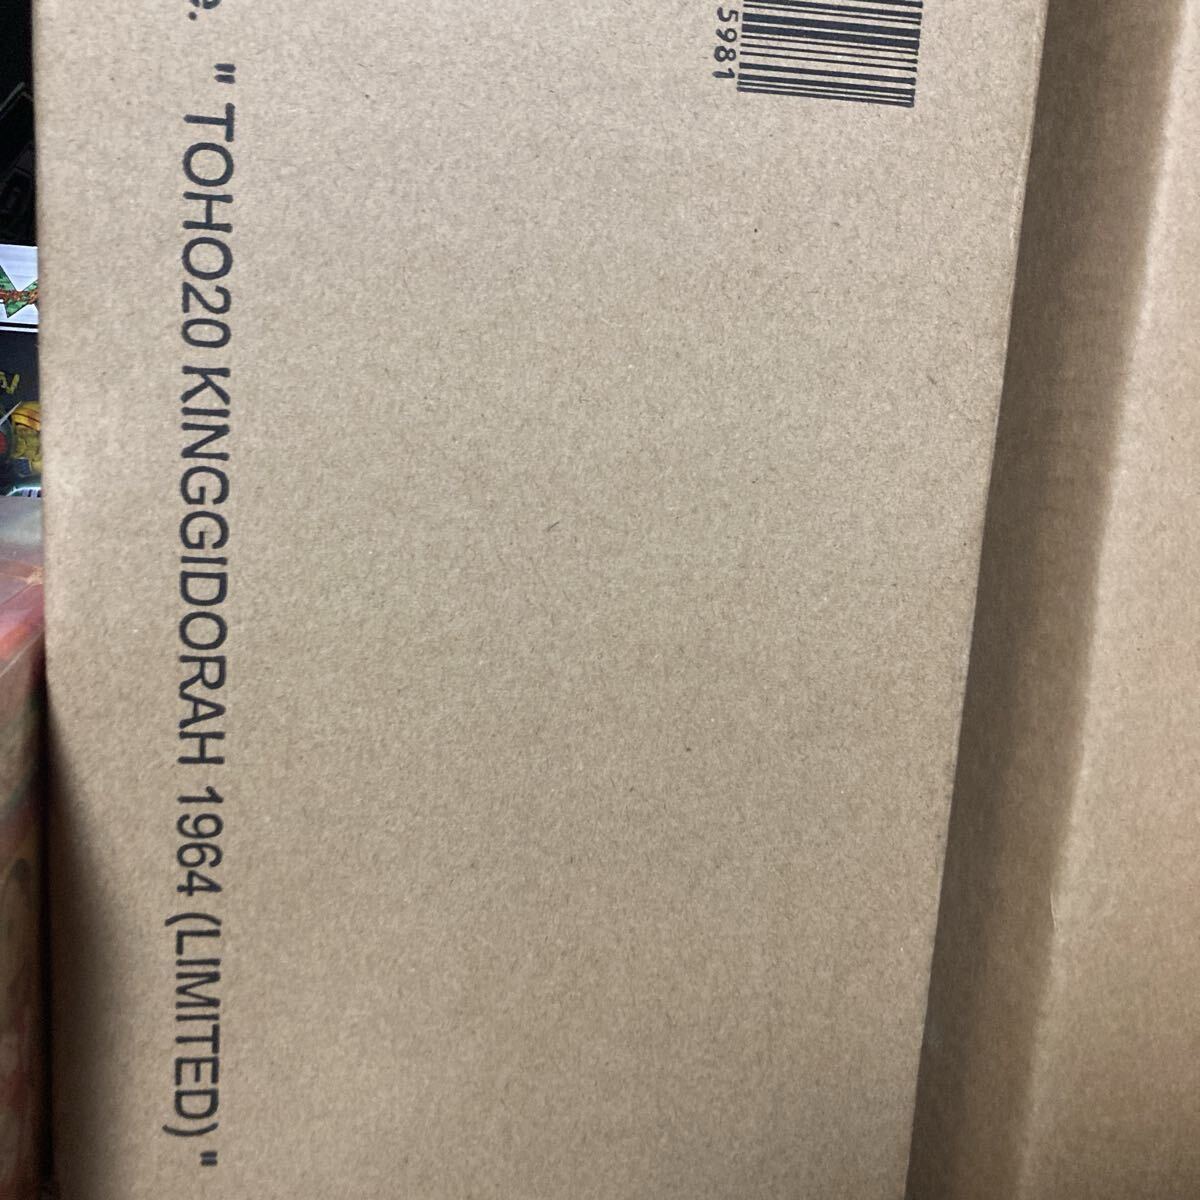 e. " TOHO20 KINGGIDORAH 1964 (LIMITED) "
5981